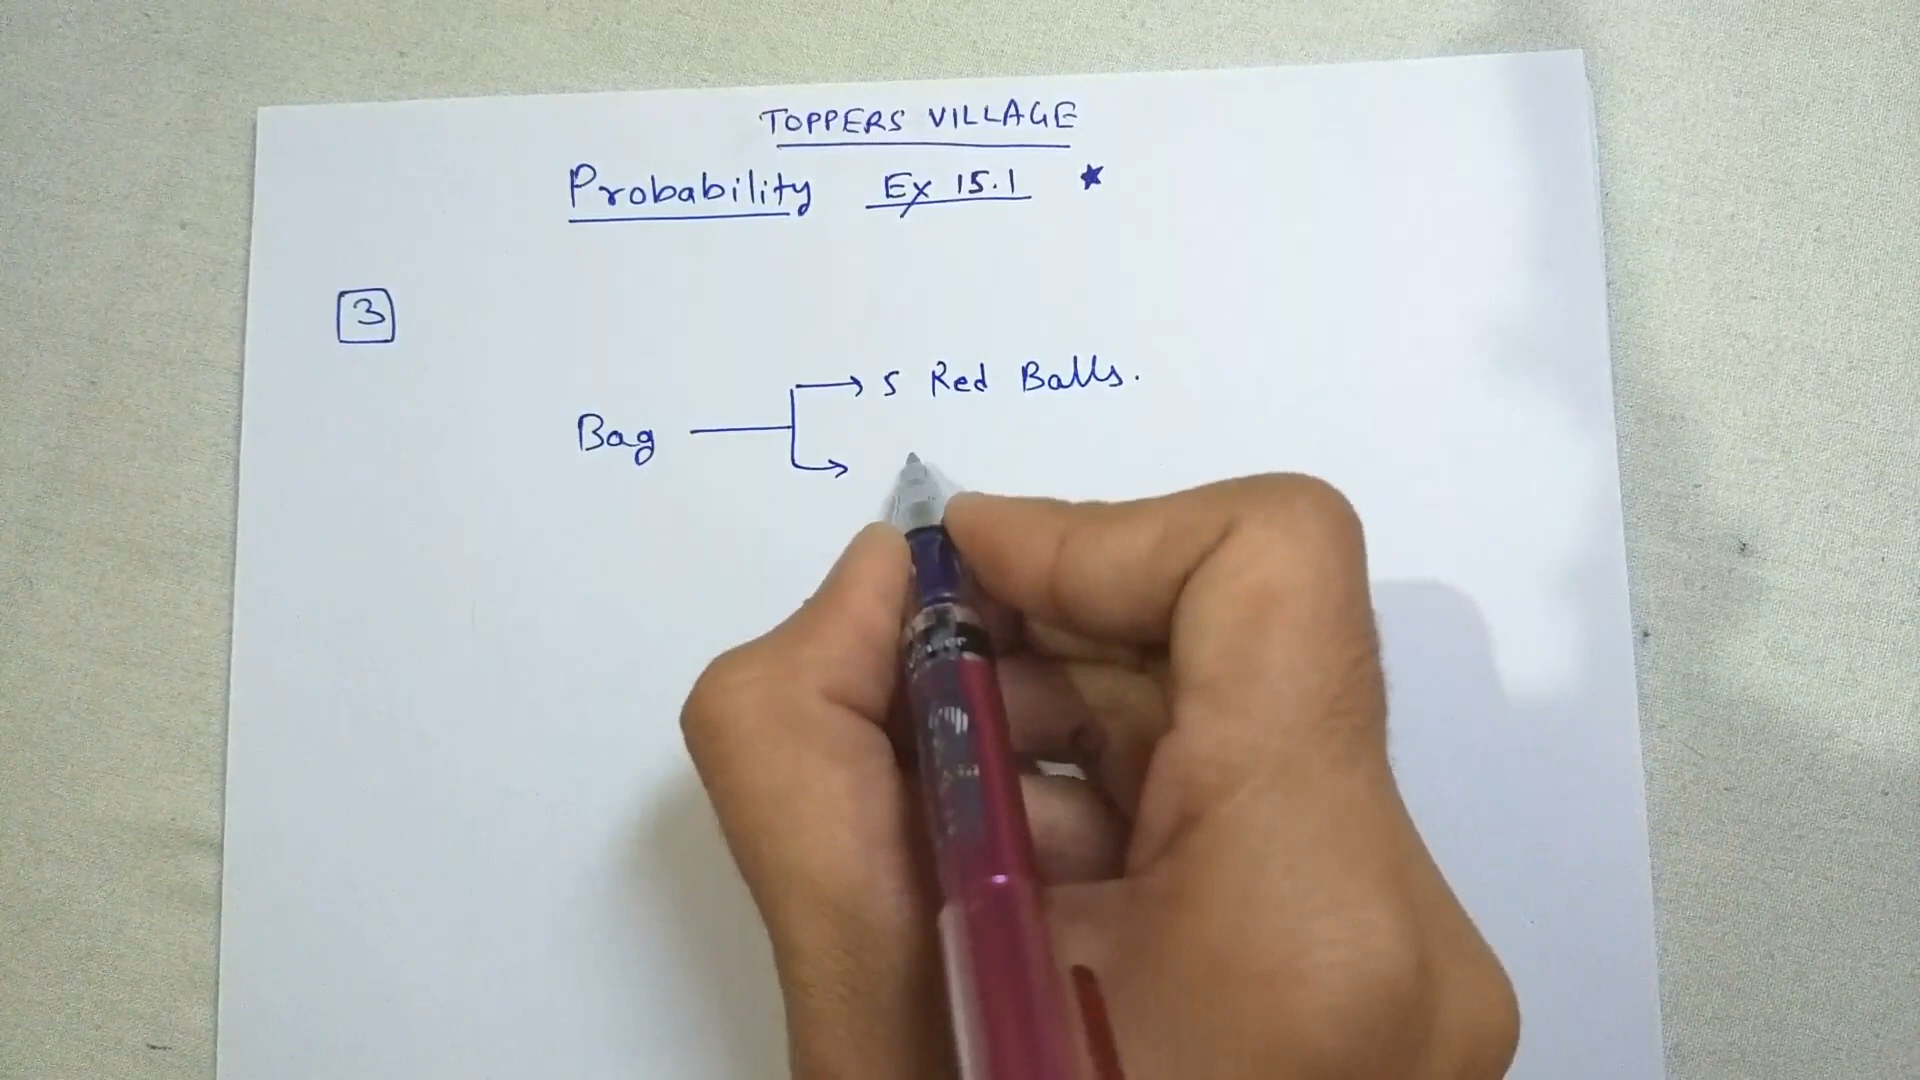 TOPPERS VILLAGE
Probability Ex 15.1 ★
3
5 Red Balls.
Bag